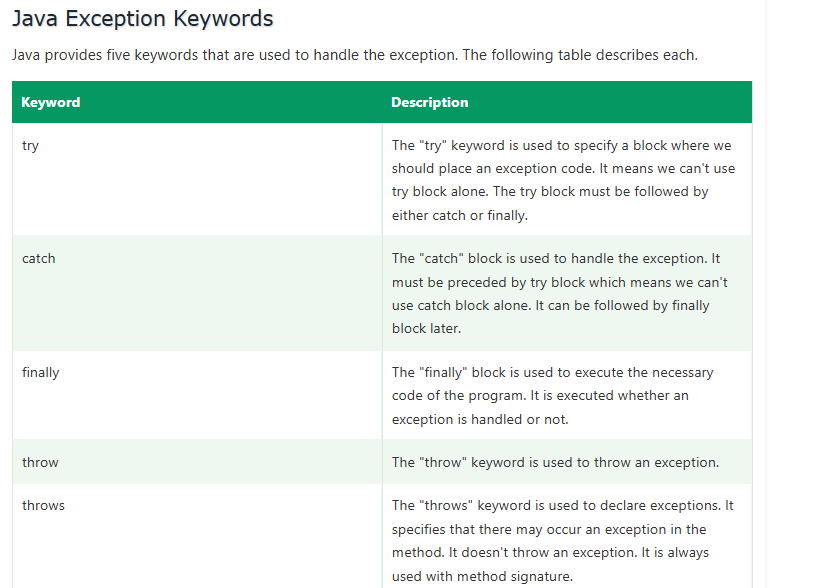 Java Exception Keywords
Java provides five keywords that are used to handle the exception. The following table describes each.
Keyword Description
try The "try" keyword is used to specify a block where we
should place an exception code. It means we can't use
try block alone. The try block must be followed by
either catch or finally.
catch The "catch" block is used to handle the exception. It
must be preceded by try block which means we can't
use catch block alone. It can be followed by finally
block later.
finally The "finally" block is used to execute the necessary
code of the program. It is executed whether an
exception is handled or not.
throw The "throw" keyword is used to throw an exception.
throws The "throws" keyword is used to declare exceptions. It
specifies that there may occur an exception in the
method. It doesn't throw an exception. It is always
used with method signature.